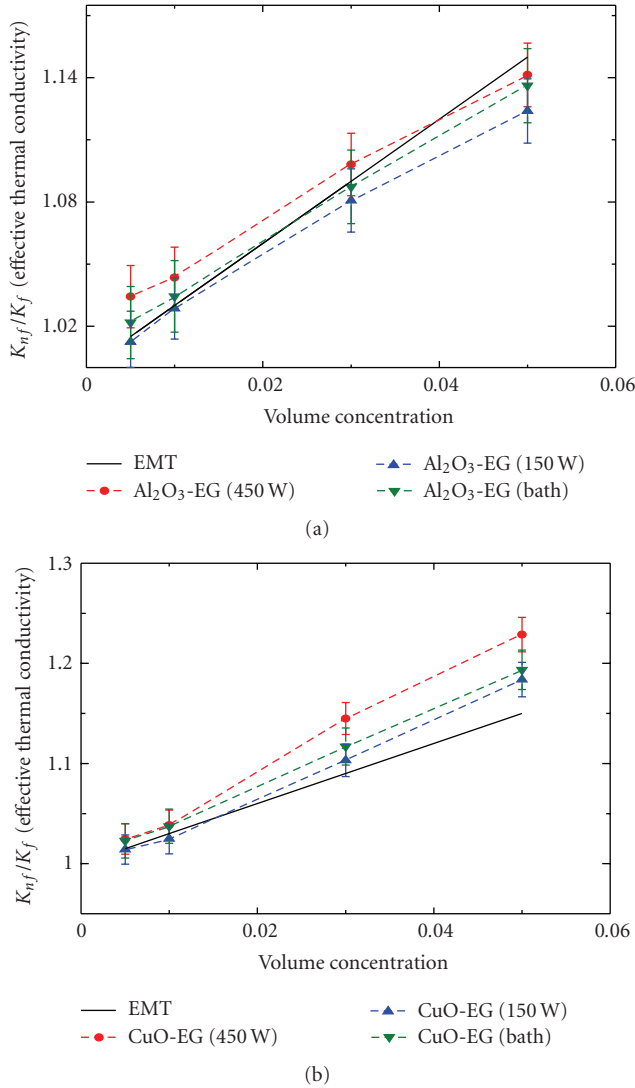 1.14
1.08
1.02
0
0.02
0.04
0.06
K_nf/K_f (effective thermal conductivity)
Volume concentration
EMT
Al₂O₃-EG (150 W)
Al₂O₃-EG (450 W)
Al₂O₃-EG (bath)
(a)
1.3
1.2
1.1
1
0.9
0
0.02
0.04
0.06
K_nf/K_f (effective thermal conductivity)
Volume concentration
EMT
CuO-EG (150 W)
CuO-EG (450 W)
CuO-EG (bath)
(b)